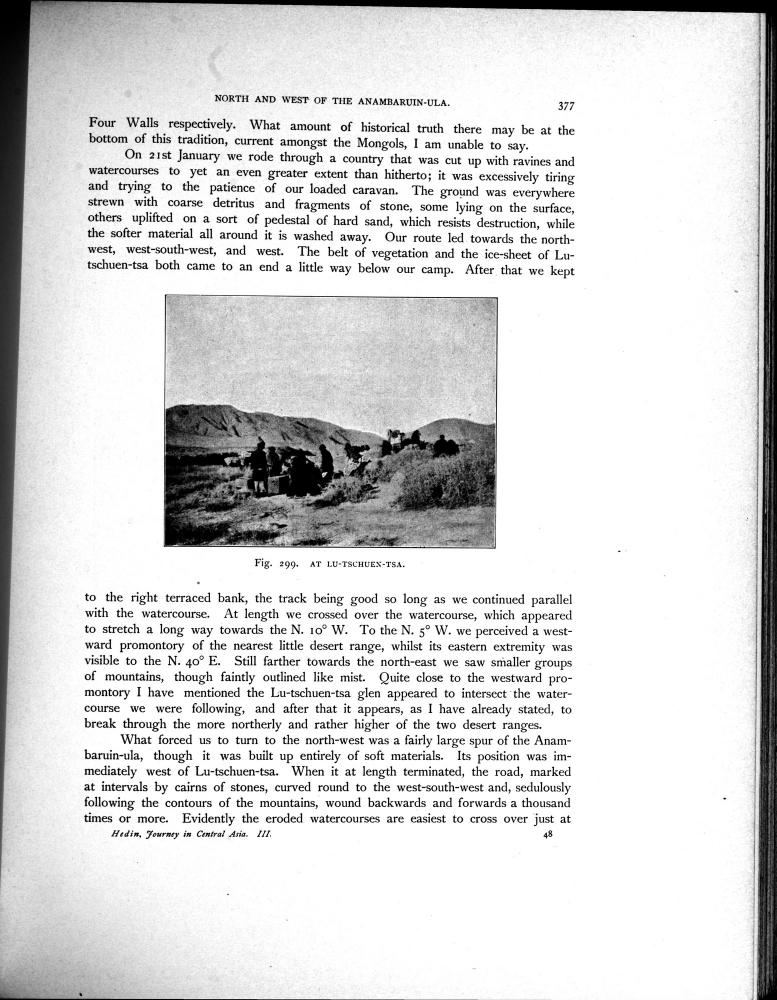 NORTH AND WEST OF THE ANAMBARUIN-ULA.
377
Four Walls respectively. What amount of historical truth there may be at the
bottom of this tradition, current amongst the Mongols, I am unable to say.
On 21st January we rode through a country that was cut up with ravines and
watercourses to yet an even greater extent than hitherto; it was excessively tiring
and trying to the patience of our loaded caravan. The ground was everywhere
strewn with coarse detritus and fragments of stone, some lying on the surface,
others uplifted on a sort of pedestal of hard sand, which resists destruction, while
the softer material all around it is washed away. Our route led towards the north-
west, west-south-west, and west. The belt of vegetation and the ice-sheet of Lu-
tschuen-tsa both came to an end a little way below our camp. After that we kept
Fig. 299. AT LU-TSCHUEN-TSA.
to the right terraced bank, the track being good so long as we continued parallel
with the watercourse. At length we crossed over the watercourse, which appeared
to stretch a long way towards the N. 10° W. To the N. 5° W. we perceived a west-
ward promontory of the nearest little desert range, whilst its eastern extremity was
visible to the N. 40° E. Still farther towards the north-east we saw smaller groups
of mountains, though faintly outlined like mist. Quite close to the westward pro-
montory I have mentioned the Lu-tschuen-tsa glen appeared to intersect the water-
course we were following, and after that it appears, as I have already stated, to
break through the more northerly and rather higher of the two desert ranges.
What forced us to turn to the north-west was a fairly large spur of the Anam-
baruin-ula, though it was built up entirely of soft materials. Its position was im-
mediately west of Lu-tschuen-tsa. When it at length terminated, the road, marked
at intervals by cairns of stones, curved round to the west-south-west and, sedulously
following the contours of the mountains, wound backwards and forwards a thousand
times or more. Evidently the eroded watercourses are easiest to cross over just at
Hedin, Journey in Central Asia. III.
48